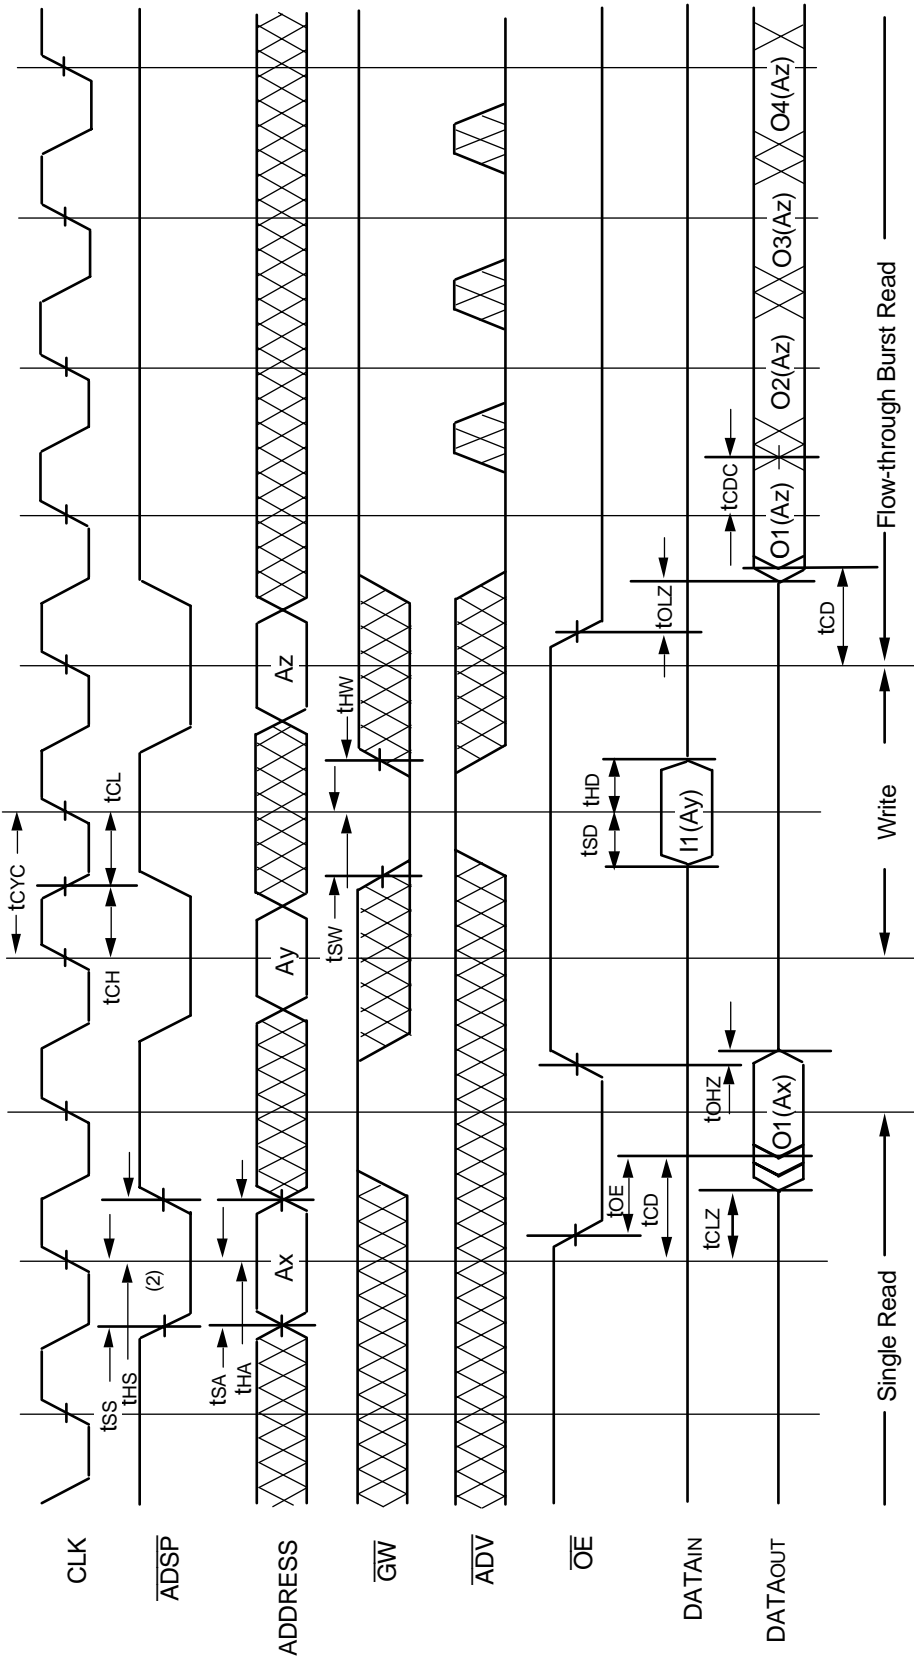 tCYC
CLK
tCH
tCL
tSS
tHS
ADSP
(2)
tSA
tHA
ADDRESS
Ax
Ay
Az
tSW
tHW
GW
ADV
OE
tOE
tCD
tOHZ
tSD
tHD
tOLZ
DATAIN
I1(Ay)
tCLZ
tCDC
DATAOUT
O1(Ax)
O1(Az)
O2(Az)
O3(Az)
O4(Az)
tCD
Single Read
Write
Flow-through Burst Read